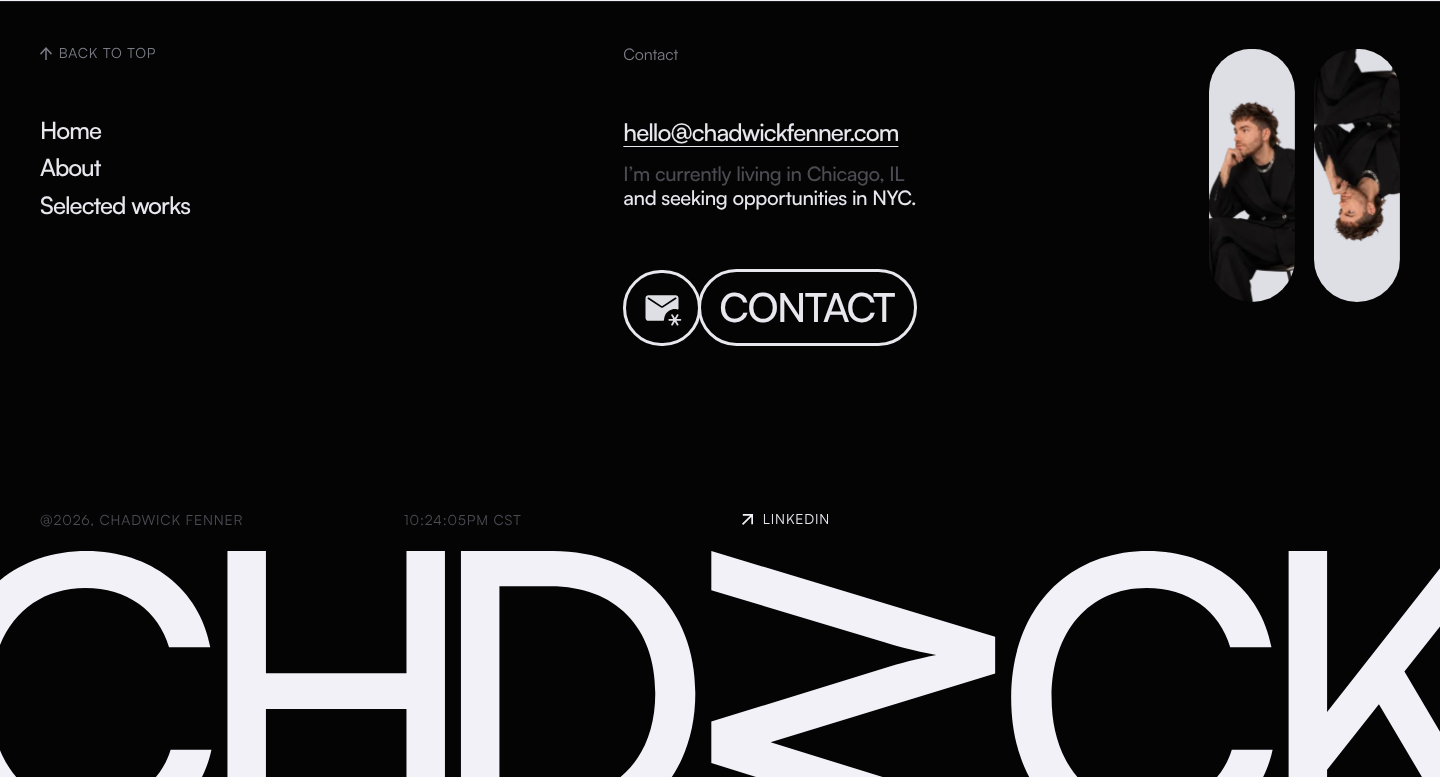 BACK TO TOP
Home
About
Selected works
Contact
hello@chadwickfenner.com
I'm currently living in Chicago, IL
and seeking opportunities in NYC.
CONTACT
@2026, CHADWICK FENNER
10:24:05PM CST
LINKEDIN
CHDWCK